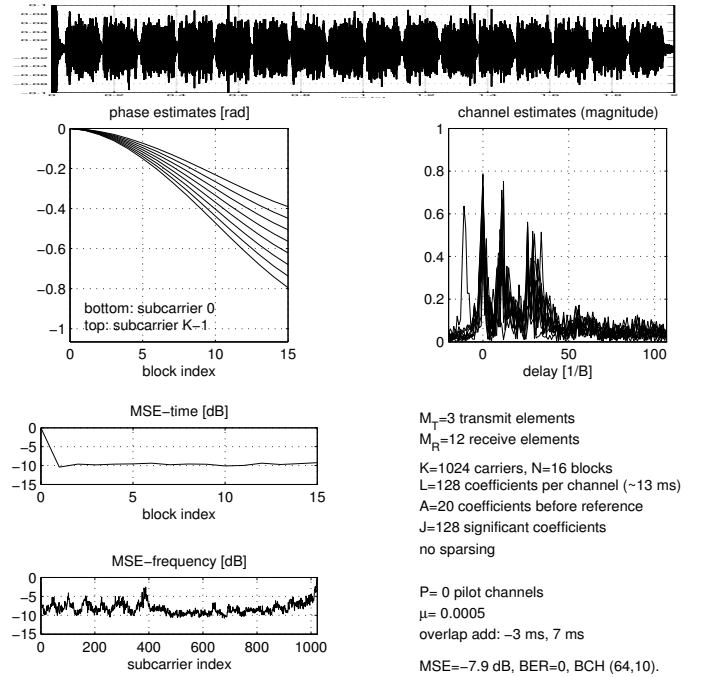 0.1
phase estimates [rad]
channel estimates (magnitude)
0
−0.2
−0.4
−0.6
−0.8
−1
bottom: subcarrier 0
top: subcarrier K−1
0 5 10 15
block index
1
0.8
0.6
0.4
0.2
0
0 50 100
delay [1/B]
MSE−time [dB]
0
−5
−10
−15
0 5 10 15
block index
MSE−frequency [dB]
0
−5
−10
−15
0 200 400 600 800 1000
subcarrier index
M_T=3 transmit elements
M_R=12 receive elements
K=1024 carriers, N=16 blocks
L=128 coefficients per channel (~13 ms)
A=20 coefficients before reference
J=128 significant coefficients
no sparsing
P= 0 pilot channels
μ= 0.0005
overlap add: −3 ms, 7 ms
MSE=−7.9 dB, BER=0, BCH (64,10).